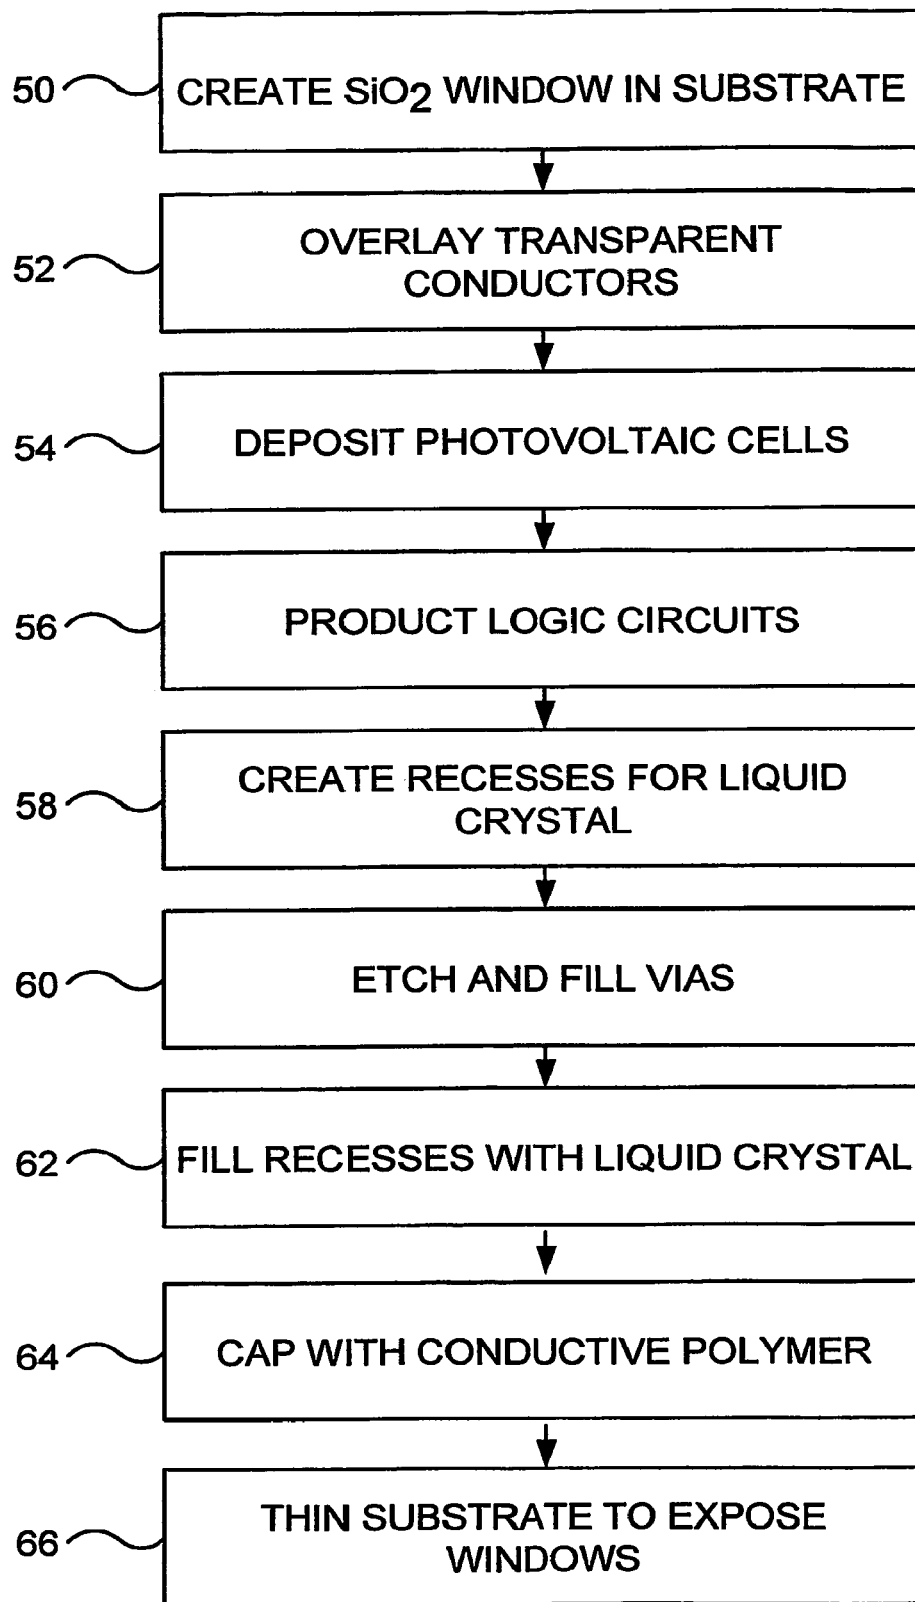 50
CREATE SiO2 WINDOW IN SUBSTRATE
52
OVERLAY TRANSPARENT
CONDUCTORS
54
DEPOSIT PHOTOVOLTAIC CELLS
56
PRODUCT LOGIC CIRCUITS
58
CREATE RECESSES FOR LIQUID
CRYSTAL
60
ETCH AND FILL VIAS
62
FILL RECESSES WITH LIQUID CRYSTAL
64
CAP WITH CONDUCTIVE POLYMER
66
THIN SUBSTRATE TO EXPOSE
WINDOWS